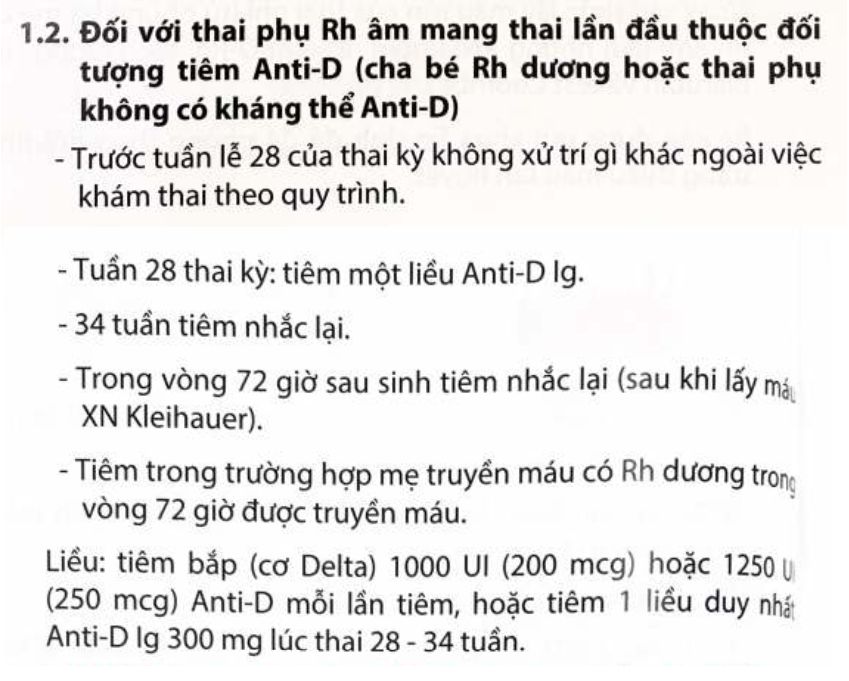 1.2. Đối với thai phụ Rh âm mang thai lần đầu thuộc đối
tượng tiêm Anti-D (cha bé Rh dương hoặc thai phụ
không có kháng thể Anti-D)
- Trước tuần lễ 28 của thai kỳ không xử trí gì khác ngoài việc
khám thai theo quy trình.
- Tuần 28 thai kỳ: tiêm một liều Anti-D Ig.
- 34 tuần tiêm nhắc lại.
- Trong vòng 72 giờ sau sinh tiêm nhắc lại (sau khi lấy máu
XN Kleihauer).
- Tiêm trong trường hợp mẹ truyền máu có Rh dương trong
vòng 72 giờ được truyền máu.
Liều: tiêm bắp (cơ Delta) 1000 UI (200 mcg) hoặc 1250 U
(250 mcg) Anti-D mỗi lần tiêm, hoặc tiêm 1 liều duy nhất
Anti-D Ig 300 mg lúc thai 28 - 34 tuần.